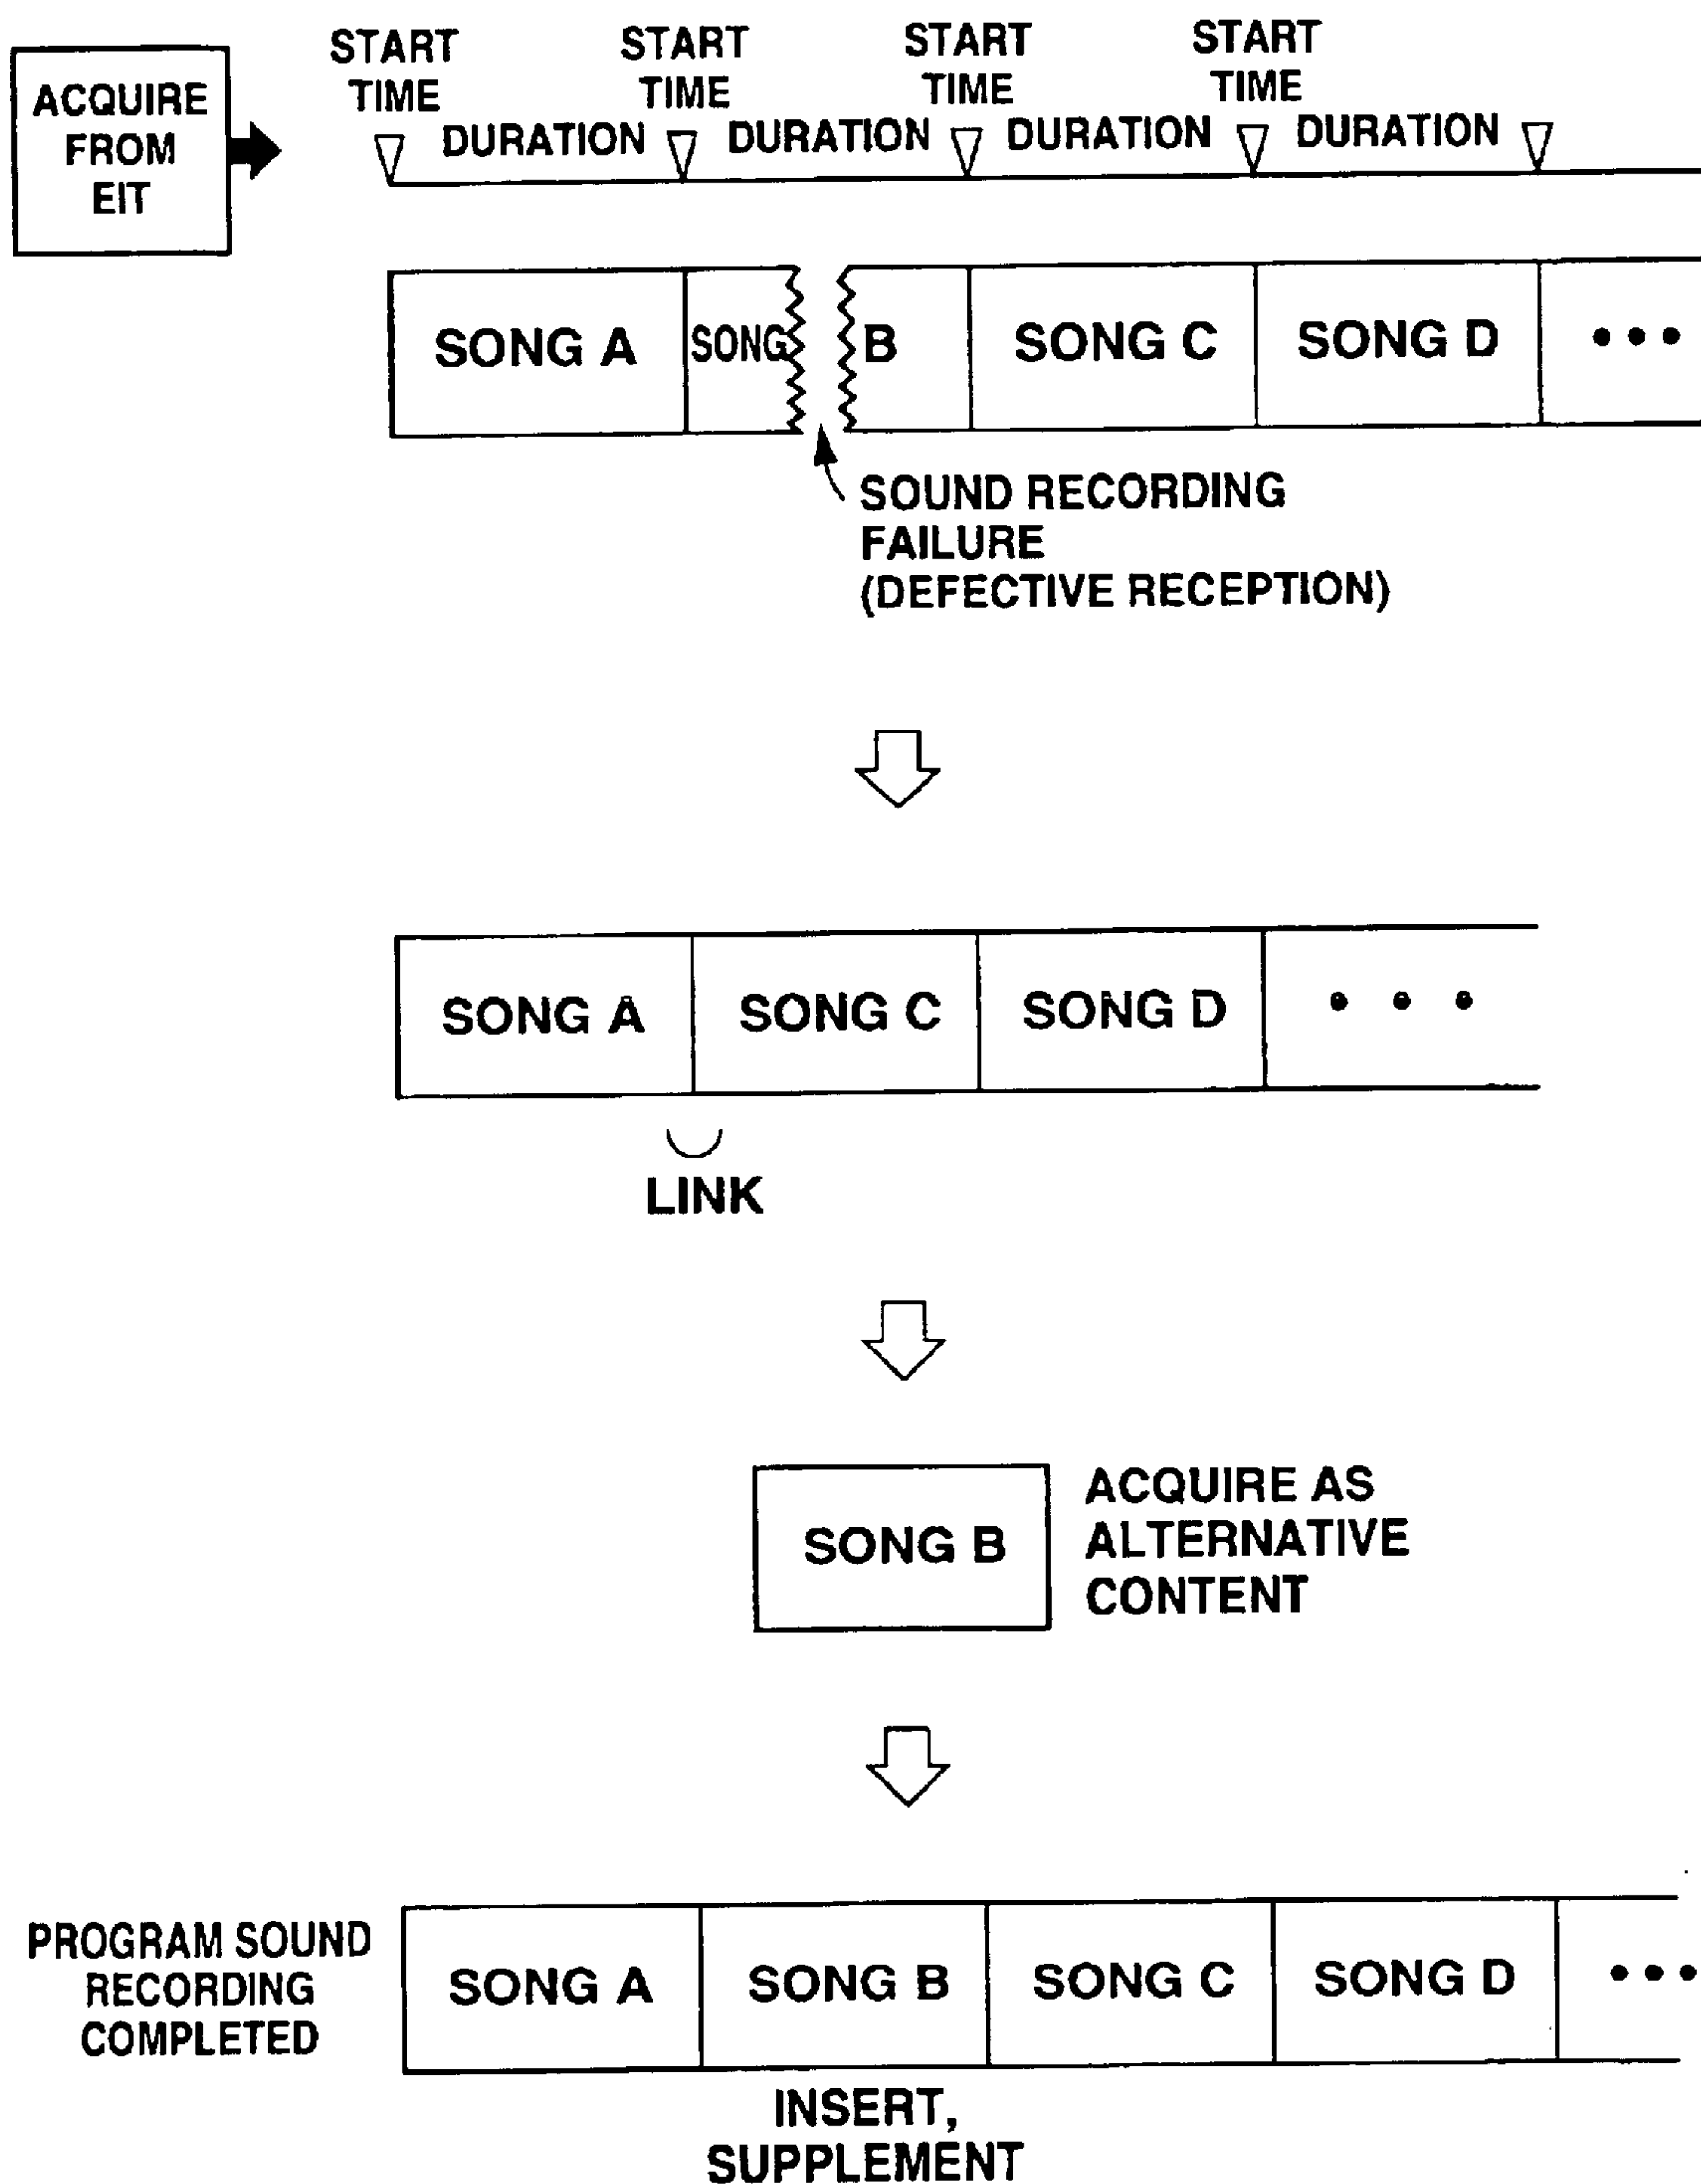 ACQUIRE
FROM
EIT
START
TIME
START
TIME
START
TIME
START
TIME
DURATION
DURATION
DURATION
DURATION
SONG A
SONG
B
SONG C
SONG D
•••
SOUND RECORDING
FAILURE
(DEFECTIVE RECEPTION)
SONG A
SONG C
SONG D
• • •
LINK
SONG B
ACQUIRE AS
ALTERNATIVE
CONTENT
PROGRAM SOUND
RECORDING
COMPLETED
SONG A
SONG B
SONG C
SONG D
•••
INSERT,
SUPPLEMENT